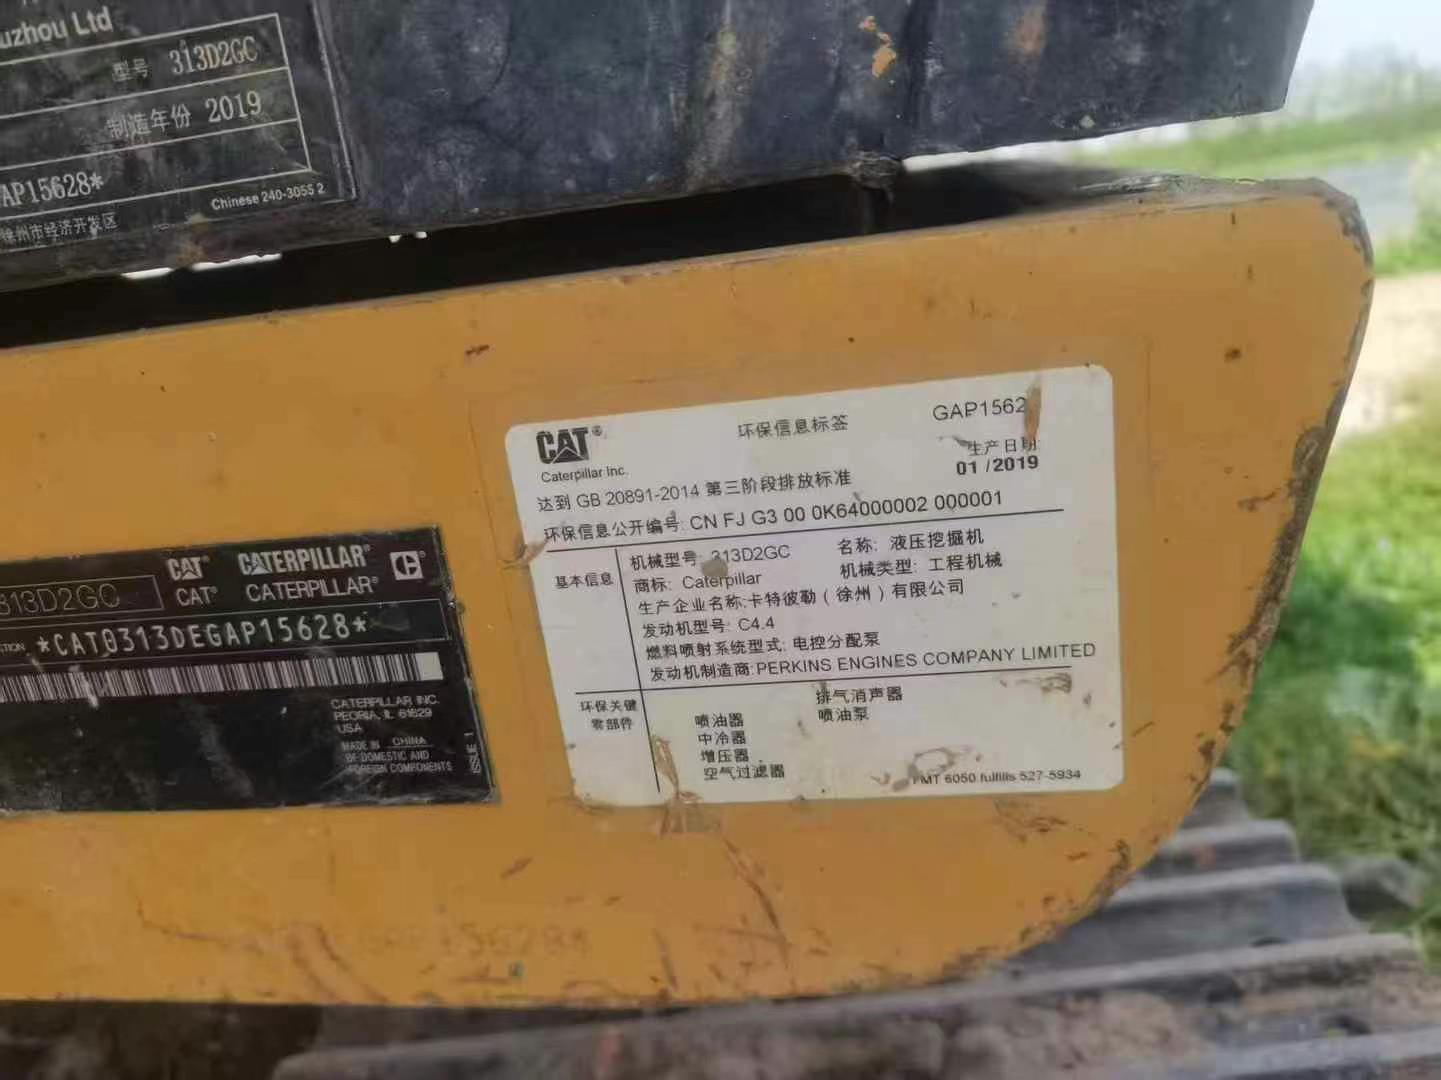 uzhou Ltd
型号 313D2GC
制造年份 2019
AP15628*
Chinese 240-3055 2
徐州市经济开发区
313D2GC
CAT® CATERPILLAR® C®
CAT® CATERPILLAR®
*CAT0313DEGAP15628*
CATERPILLAR INC.
PEORIA, IL 61629
USA
MADE IN CHINA
OF DOMESTIC AND
FOREIGN COMPONENTS
CAT®
Caterpillar Inc.
环保信息标签
GAP1562
生产日期
01 /2019
达到 GB 20891-2014 第三阶段排放标准
环保信息公开编号: CN FJ G3 00 0K64000002 000001
基本信息
机械型号: 313D2GC 名称: 液压挖掘机
商标: Caterpillar 机械类型: 工程机械
生产企业名称:卡特彼勒（徐州）有限公司
发动机型号: C4.4
燃料喷射系统型式: 电控分配泵
发动机制造商:PERKINS ENGINES COMPANY LIMITED
环保关键
零部件
排气消声器
喷油器 喷油泵
中冷器
增压器
空气过滤器
PMT 6050 fulfills 527-5934
15628*